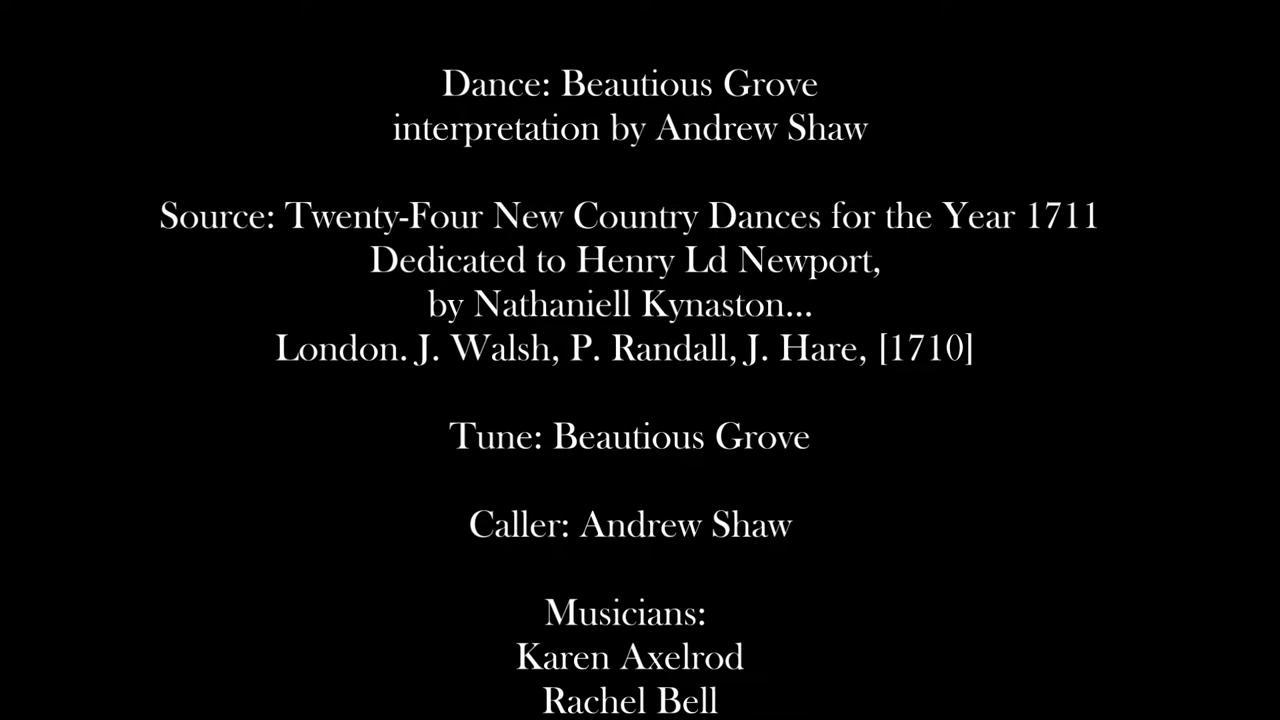 Dance: Beautious Grove
interpretation by Andrew Shaw
Source: Twenty-Four New Country Dances for the Year 1711
Dedicated to Henry Ld Newport,
by Nathaniell Kynaston...
London. J. Walsh, P. Randall, J. Hare, [1710]
Tune: Beautious Grove
Caller: Andrew Shaw
Musicians:
Karen Axelrod
Rachel Bell